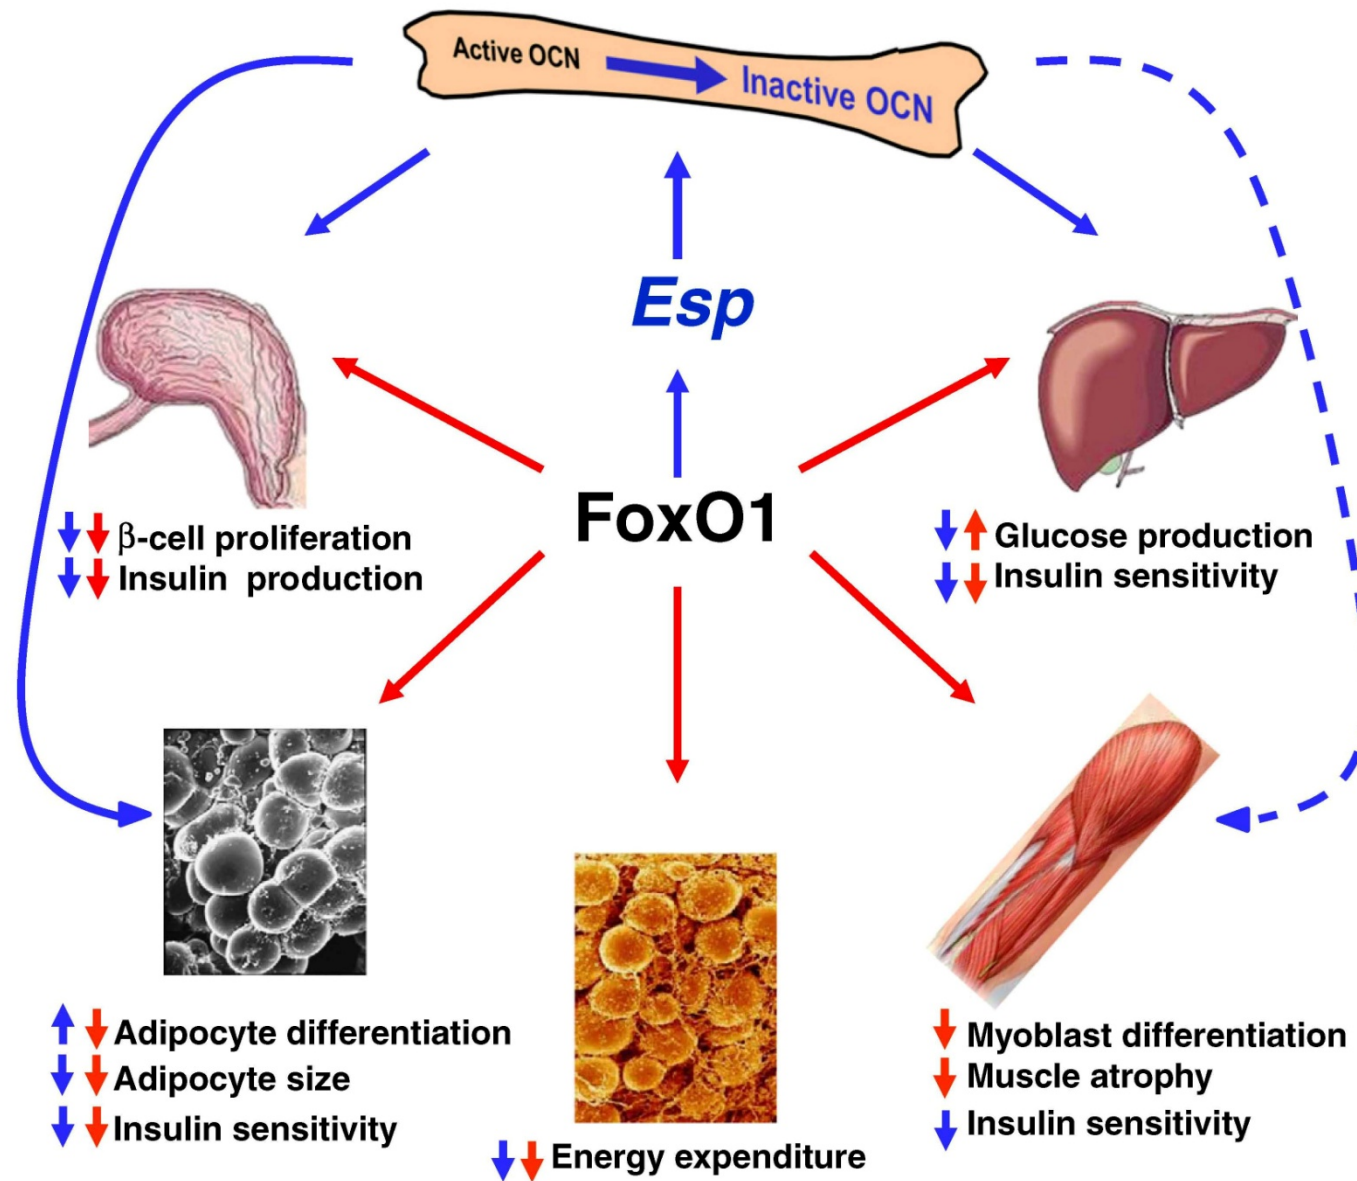 Active OCN
Inactive OCN
Esp
FoxO1
β-cell proliferation
Insulin production
Glucose production
Insulin sensitivity
Adipocyte differentiation
Adipocyte size
Insulin sensitivity
Energy expenditure
Myoblast differentiation
Muscle atrophy
Insulin sensitivity